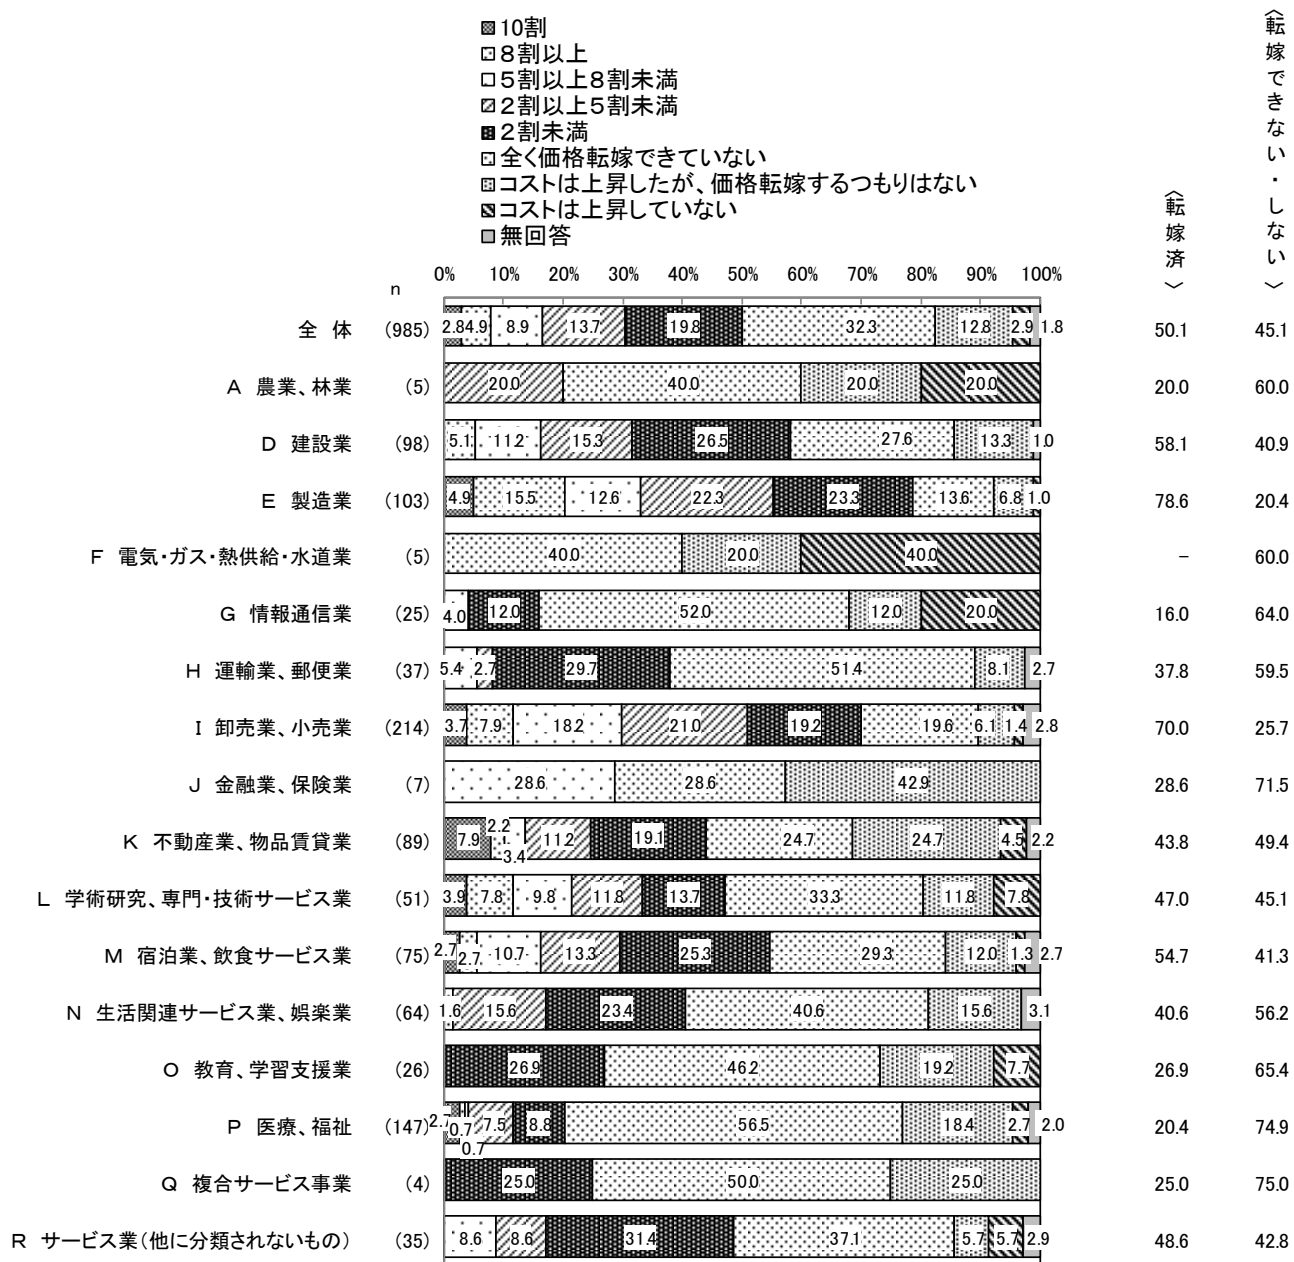 10割
8割以上
5割以上8割未満
2割以上5割未満
2割未満
全く価格転嫁できていない
コストは上昇したが、価格転嫁するつもりはない
コストは上昇していない
無回答
〈転嫁済〉
〈転嫁できない・しない〉
n 0% 10% 20% 30% 40% 50% 60% 70% 80% 90% 100%
全 体 (985) 2.8 4.9 8.9 13.7 19.8 32.3 12.8 2.9 1.8 50.1 45.1
A 農業、林業 (5) 20.0 40.0 20.0 20.0 20.0 60.0
D 建設業 (98) 5.1 11.2 15.3 26.5 27.6 13.3 1.0 58.1 40.9
E 製造業 (103) 4.9 15.5 12.6 22.3 23.3 13.6 6.8 1.0 78.6 20.4
F 電気・ガス・熱供給・水道業 (5) 40.0 20.0 40.0 － 60.0
G 情報通信業 (25) 4.0 12.0 52.0 12.0 20.0 16.0 64.0
H 運輸業、郵便業 (37) 5.4 2.7 29.7 51.4 8.1 2.7 37.8 59.5
I 卸売業、小売業 (214) 3.7 7.9 18.2 21.0 19.2 19.6 6.1 1.4 2.8 70.0 25.7
J 金融業、保険業 (7) 28.6 28.6 42.9 28.6 71.5
K 不動産業、物品賃貸業 (89) 7.9 2.2 3.4 11.2 19.1 24.7 24.7 4.5 2.2 43.8 49.4
L 学術研究、専門・技術サービス業 (51) 3.9 7.8 9.8 11.8 13.7 33.3 11.8 7.8 47.0 45.1
M 宿泊業、飲食サービス業 (75) 2.7 2.7 10.7 13.3 25.3 29.3 12.0 1.3 2.7 54.7 41.3
N 生活関連サービス業、娯楽業 (64) 1.6 15.6 23.4 40.6 15.6 3.1 40.6 56.2
O 教育、学習支援業 (26) 26.9 46.2 19.2 7.7 26.9 65.4
P 医療、福祉 (147) 2.7 0.7 0.7 7.5 8.8 56.5 18.4 2.7 2.0 20.4 74.9
Q 複合サービス事業 (4) 25.0 50.0 25.0 25.0 75.0
R サービス業(他に分類されないもの) (35) 8.6 8.6 31.4 37.1 5.7 5.7 2.9 48.6 42.8